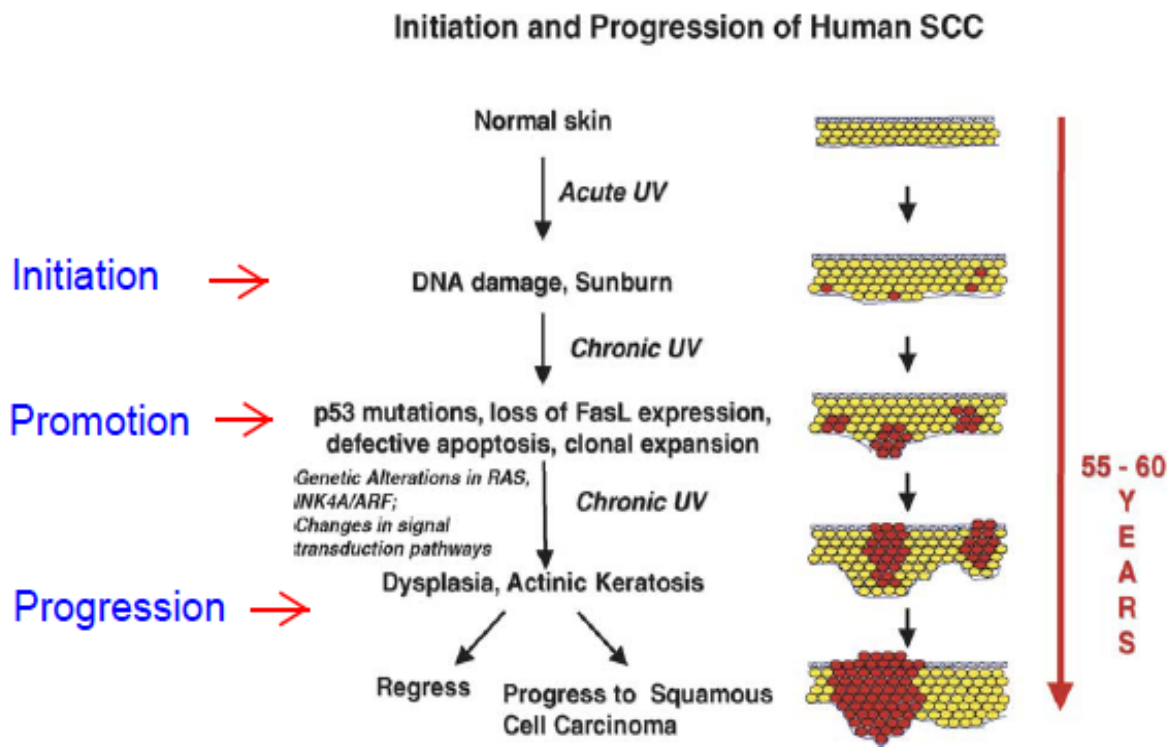 Initiation and Progression of Human SCC
Normal skin
Acute UV
Initiation
DNA damage, Sunburn
Chronic UV
Promotion
p53 mutations, loss of FasL expression,
defective apoptosis, clonal expansion
Genetic Alterations in RAS,
INK4A/ARF;
Changes in signal
transduction pathways
Chronic UV
Dysplasia, Actinic Keratosis
Progression
Regress
Progress to Squamous
Cell Carcinoma
55 - 60
Y
E
A
R
S